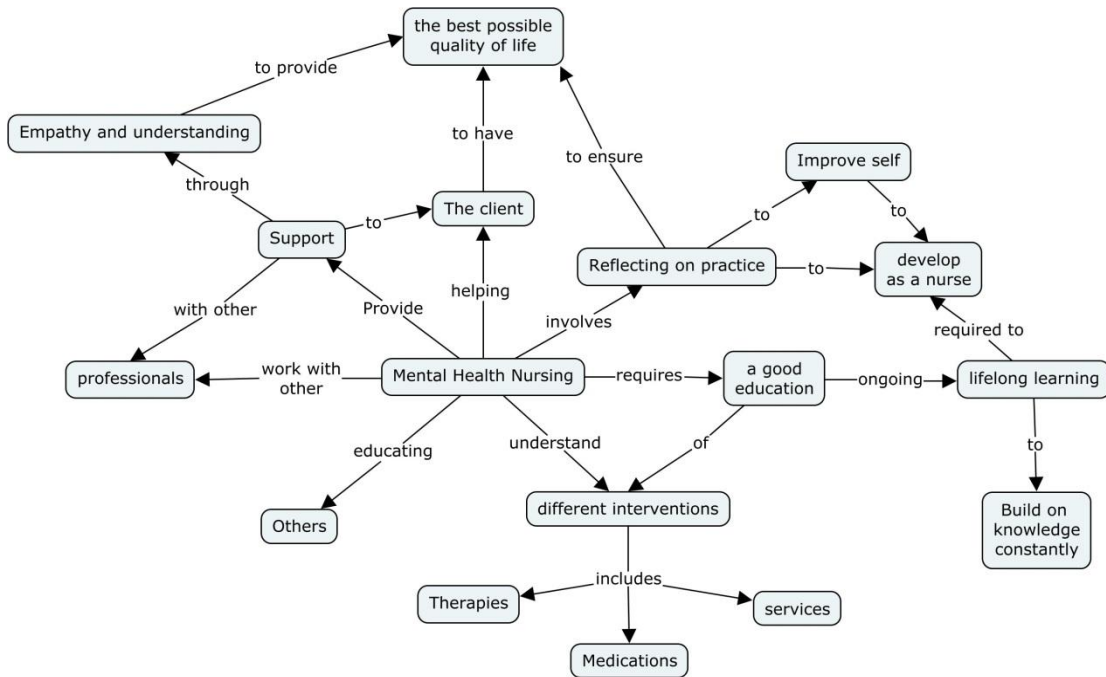 the best possible
quality of life
to provide
Empathy and understanding
to have
to ensure
Improve self
through
The client
to
to
to
Support
Reflecting on practice
to
develop
as a nurse
with other
Provide
helping
involves
required to
professionals
work with
other
Mental Health Nursing
requires
a good
education
ongoing
lifelong learning
educating
understand
of
to
Others
different interventions
Build on
knowledge
constantly
includes
Therapies
services
Medications